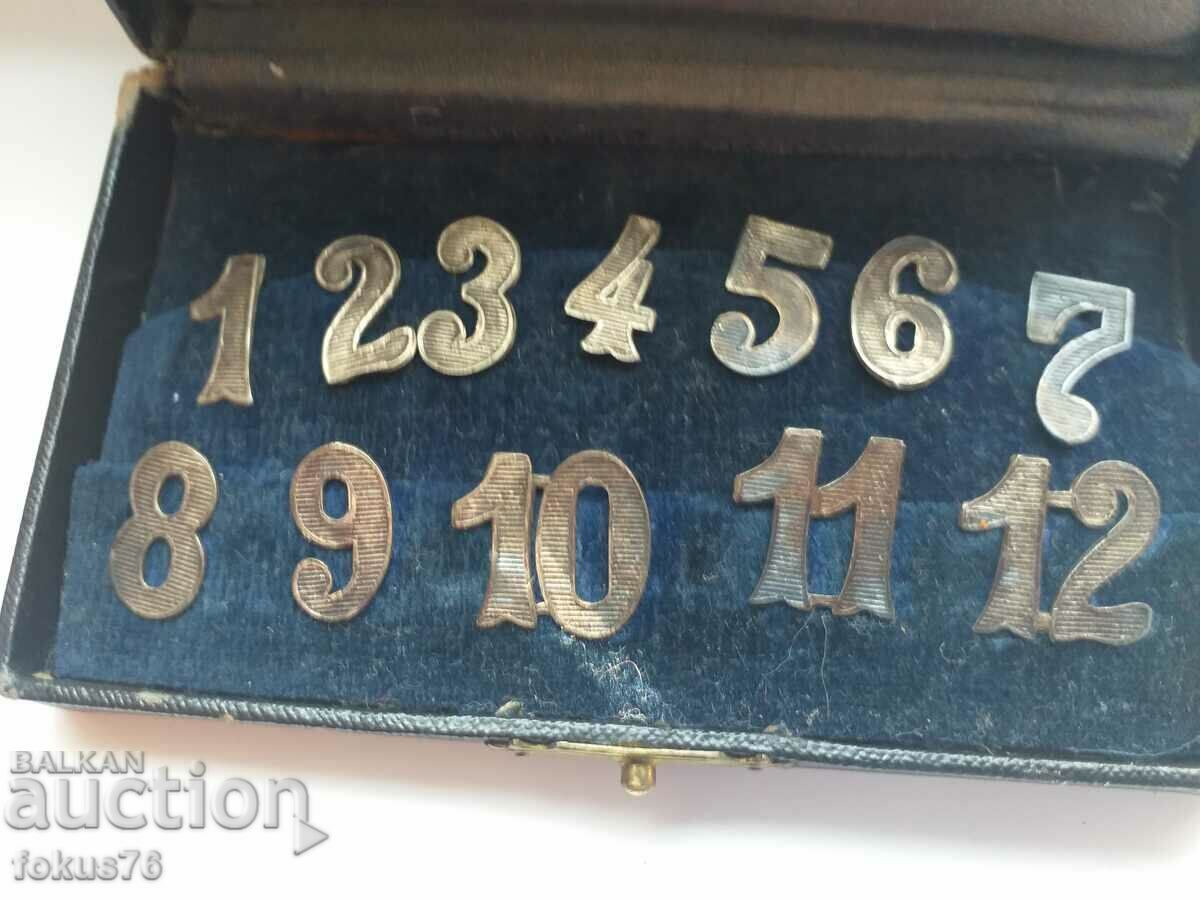 1 2 3 4 5 6 7
8 9 10 11 12
BALKAN
auction
fokus76